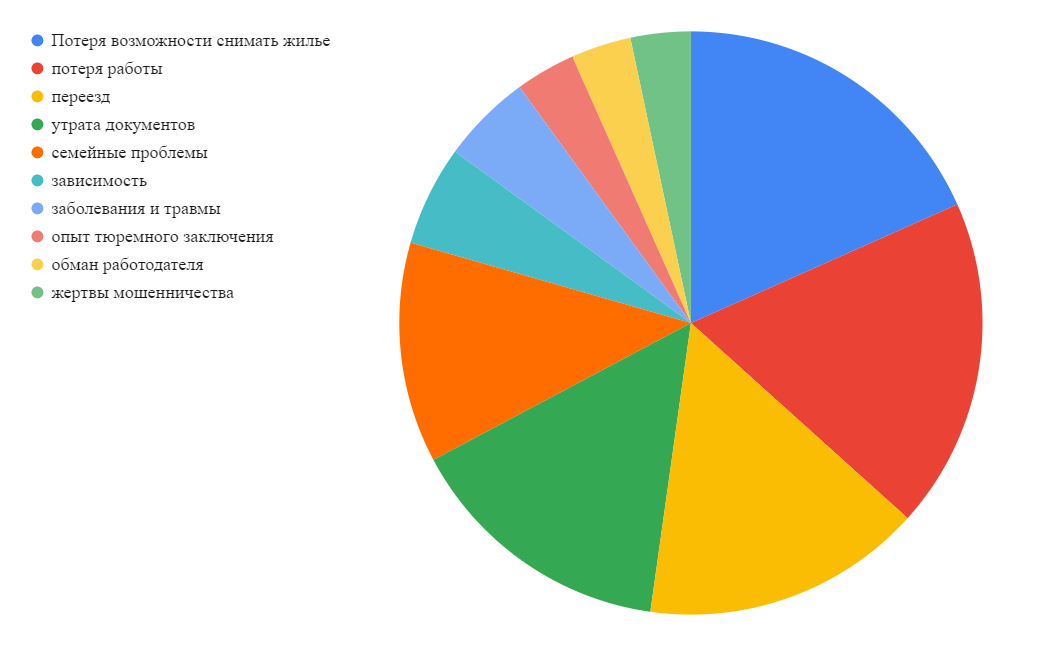 Потеря возможности снимать жилье
потеря работы
переезд
утрата документов
семейные проблемы
зависимость
заболевания и травмы
опыт тюремного заключения
обман работодателя
жертвы мошенничества